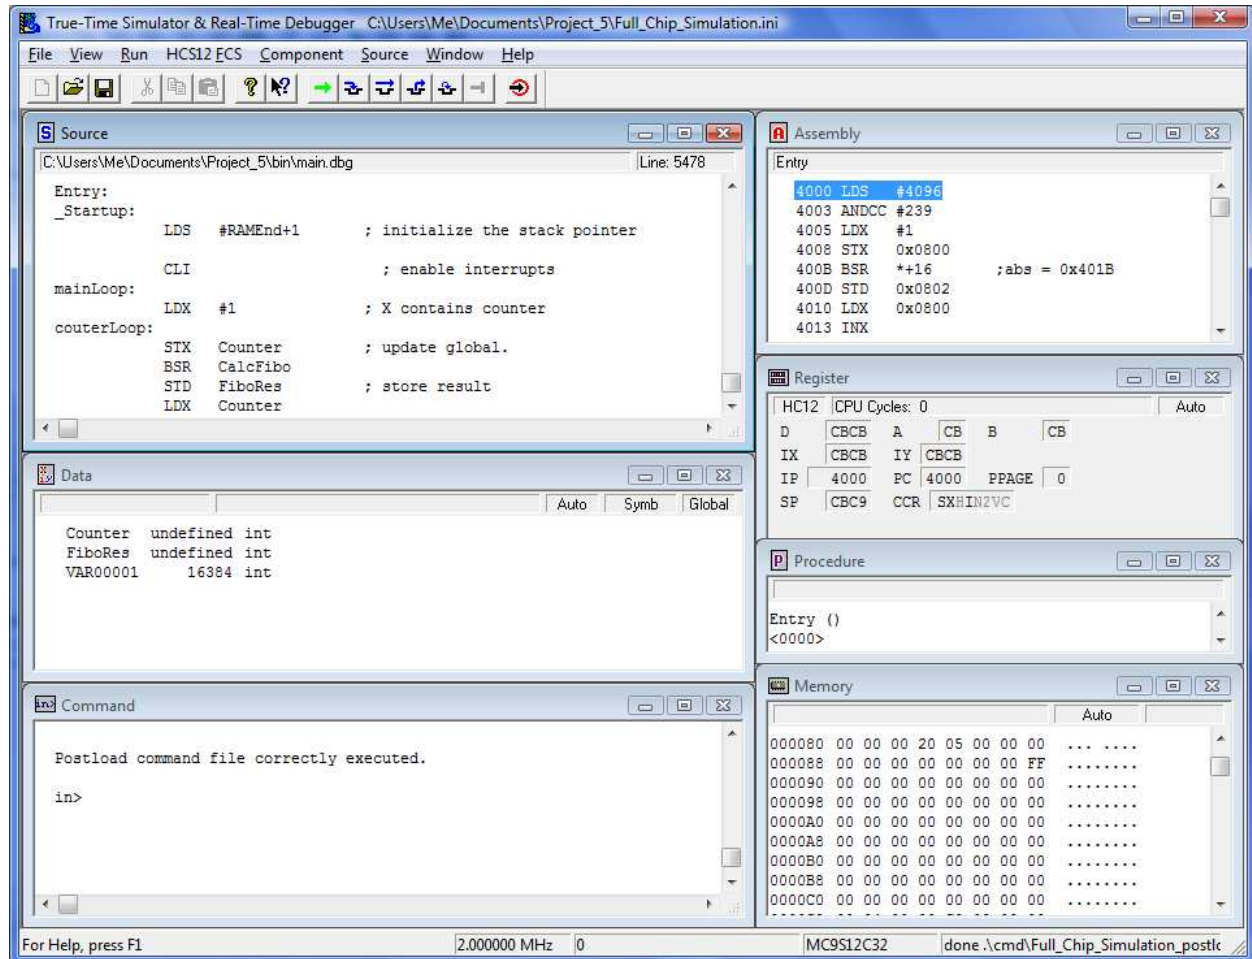 True-Time Simulator & Real-Time Debugger C:\Users\Me\Documents\Project_5\Full_Chip_Simulation.ini
File View Run HCS12 FCS Component Source Window Help
Source
C:\Users\Me\Documents\Project_5\bin\main.dbg Line: 5478
Entry:
_Startup:
LDS #RAMEnd+1 ; initialize the stack pointer
CLI ; enable interrupts
mainLoop:
LDX #1 ; X contains counter
couterLoop:
STX Counter ; update global.
BSR CalcFibo
STD FiboRes ; store result
LDX Counter
Assembly
Entry
4000 LDS #4096
4003 ANDCC #239
4005 LDX #1
4008 STX 0x0800
400B BSR *+16 ;abs = 0x401B
400D STD 0x0802
4010 LDX 0x0800
4013 INX
Register
HC12 CPU Cycles: 0 Auto
D CBCB A CB B CB
IX CBCB IY CBCB
IP 4000 PC 4000 PPAGE 0
SP CBC9 CCR SXHINZVC
Data
Auto Symb Global
Counter undefined int
FiboRes undefined int
VAR00001 16384 int
Procedure
Entry ()
<0000>
Command
Postload command file correctly executed.
in>
Memory
Auto
000080 00 00 00 20 05 00 00 00 ... ....
000088 00 00 00 00 00 00 00 FF ........
000090 00 00 00 00 00 00 00 00 ........
000098 00 00 00 00 00 00 00 00 ........
0000A0 00 00 00 00 00 00 00 00 ........
0000A8 00 00 00 00 00 00 00 00 ........
0000B0 00 00 00 00 00 00 00 00 ........
0000B8 00 00 00 00 00 00 00 00 ........
0000C0 00 00 00 00 00 00 00 00 ........
For Help, press F1 2.000000 MHz 0 MC9S12C32 done .\cmd\Full_Chip_Simulation_postlc